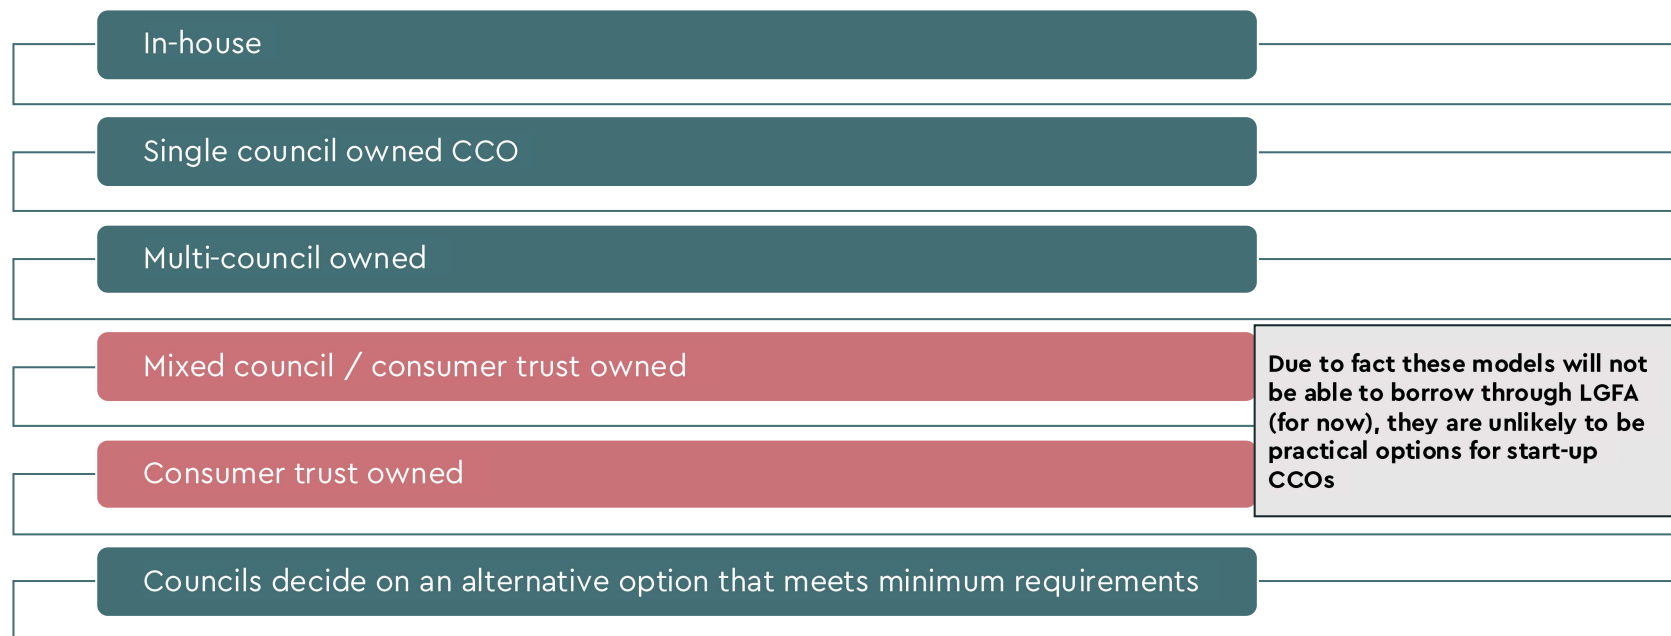 In-house
Single council owned CCO
Multi-council owned
Mixed council / consumer trust owned
Due to fact these models will not
be able to borrow through LGFA
(for now), they are unlikely to be
practical options for start-up
CCOs
Consumer trust owned
Councils decide on an alternative option that meets minimum requirements